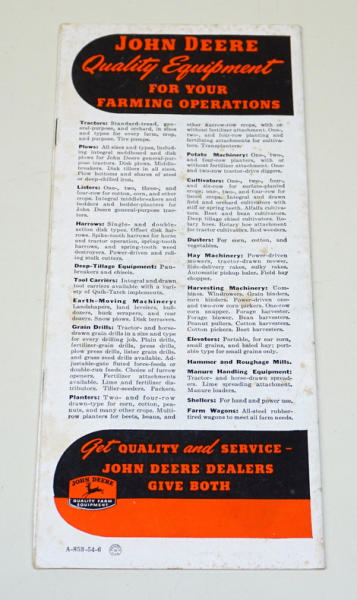 JOHN DEERE
Quality Equipment
FOR YOUR
FARMING OPERATIONS
Tractors: Standard-tread, gen-
eral-purpose, and orchard, in sizes
and types for every farm, crop,
and purpose. Tire pumps.
Plows: All sizes and types, includ-
ing integral moldboard and disk
plows for John Deere general-pur-
pose tractors. Disk plows. Middle-
breakers. Disk tillers in all sizes.
Plow bottoms and shares of steel
or deep-chilled iron.
Listers: One-, two, three-, and
four-row for cotton, corn, and other
crops. Integral middlebreakers and
bedders and bedder-planters for
John Deere general-purpose trac-
tors.
Harrows: Single- and double-
action disk types. Offset disk har-
rows. Spike-tooth harrows for horse
and tractor operation, spring-tooth
harrows, and spring-tooth weed
destroyers. Power-driven and roll-
ing stalk cutters.
Deep-Tillage Equipment: Pan-
breakers and chisels.
Tool Carriers: Integral and drawn
tool carriers available with a vari-
ety of Quik-Tatch implements.
Earth-Moving Machinery:
Landshapers, land levelers, bull-
dozers, buck scrapers, and rear
dozers. Snow plows. Disk terracers.
Grain Drills: Tractor- and horse-
drawn grain drills in a size and type
for every drilling job. Plain drills,
fertilizer-grain drills, press drills,
plow press drills, lister grain drills,
and grass seed drills available. Ad-
justable-gate fluted force-feeds or
double-run feeds. Choice of furrow
openers. Fertilizer attachments
available. Lime and fertilizer dis-
tributors. Tiller-seeders. Packers.
Planters: Two- and four-row
drawn-type for corn, cotton, pea-
nuts, and many other crops. Multi-
row planters for beets, beans, and
other narrow-row crops, with or
without fertilizer attachment. One-,
two, and four-row planting and
fertilizing attachments for cultiva-
tors. Transplanters.
Potato Machinery: One-, two-,
and four-row planters, with or
without fertilizer attachment. One-
and two-row tractor-drive diggers.
Cultivators: One-, two-, four-,
and six-row for surface-planted
crops; one-, two-, and four-row for
listed crops. Integral and drawn
field and orchard cultivators with
stiff or spring teeth. Alfalfa cultiva-
tors. Beet and bean cultivators.
Deep tillage chisel cultivators. Ro-
tary hoes. Rotary hoe attachment
for tractor cultivators. Rod weeders.
Dusters: For corn, cotton, and
vegetables.
Hay Machinery: Power-driven
mowers, tractor-drawn mower,
Side-delivery rakes, sulky rakes,
Automatic pickup balers. Field hay
chopper.
Harvesting Machinery: Com-
bines. Windrowers. Grain binders,
corn binders. Power-driven one-
and two-row corn pickers. One-row
corn snapper. Forage harvester.
Forage blower. Bean harvesters.
Peanut pullers. Cotton harvesters.
Cotton pickers. Beet harvesters.
Elevators: Portable, for ear corn,
small grains, and baled hay; port-
able type for small grains only.
Hammer and Roughage Mills.
Manure Handling Equipment:
Tractor- and horse-drawn spread-
ers. Lime spreading attachment,
Manure loaders.
Shellers: For hand and power use.
Farm Wagons: All-steel rubber-
tired wagons to meet all farm needs.
Get QUALITY and SERVICE –
JOHN DEERE DEALERS
GIVE BOTH
JOHN DEERE
QUALITY FARM
EQUIPMENT
A-859-54-6